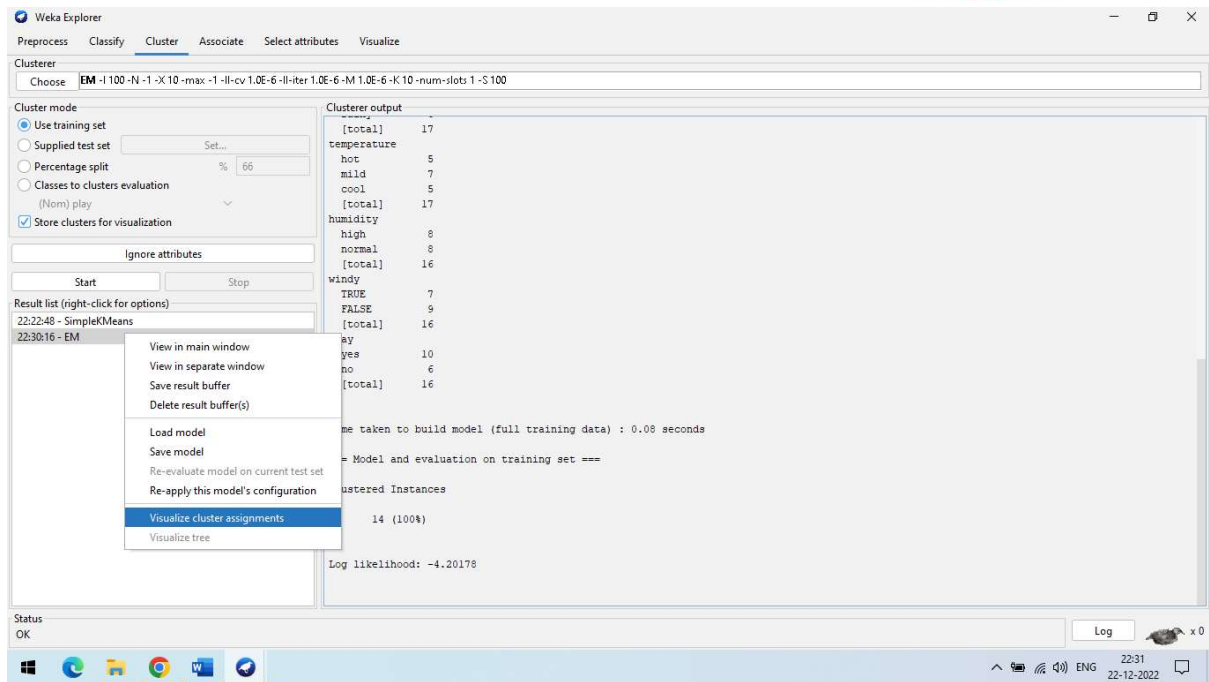 Weka Explorer
Preprocess Classify Cluster Associate Select attributes Visualize
Clusterer
Choose EM -I 100 -N -1 -X 10 -max -1 -ll-cv 1.0E-6 -ll-iter 1.0E-6 -M 1.0E-6 -K 10 -num-slots 1 -S 100
Cluster mode
Use training set
Supplied test set Set...
Percentage split % 66
Classes to clusters evaluation
(Nom) play
Store clusters for visualization
Ignore attributes
Start Stop
Result list (right-click for options)
22:22:48 - SimpleKMeans
22:30:16 - EM
View in main window
View in separate window
Save result buffer
Delete result buffer(s)
Load model
Save model
Re-evaluate model on current test set
Re-apply this model's configuration
Visualize cluster assignments
Visualize tree
Clusterer output
[total] 17
temperature
hot 5
mild 7
cool 5
[total] 17
humidity
high 8
normal 8
[total] 16
windy
TRUE 7
FALSE 9
[total] 16
ay
yes 10
no 6
[total] 16
me taken to build model (full training data) : 0.08 seconds
= Model and evaluation on training set ===
ustered Instances
14 (100%)
Log likelihood: -4.20178
Status
OK
Log x 0
ENG 22:31
22-12-2022